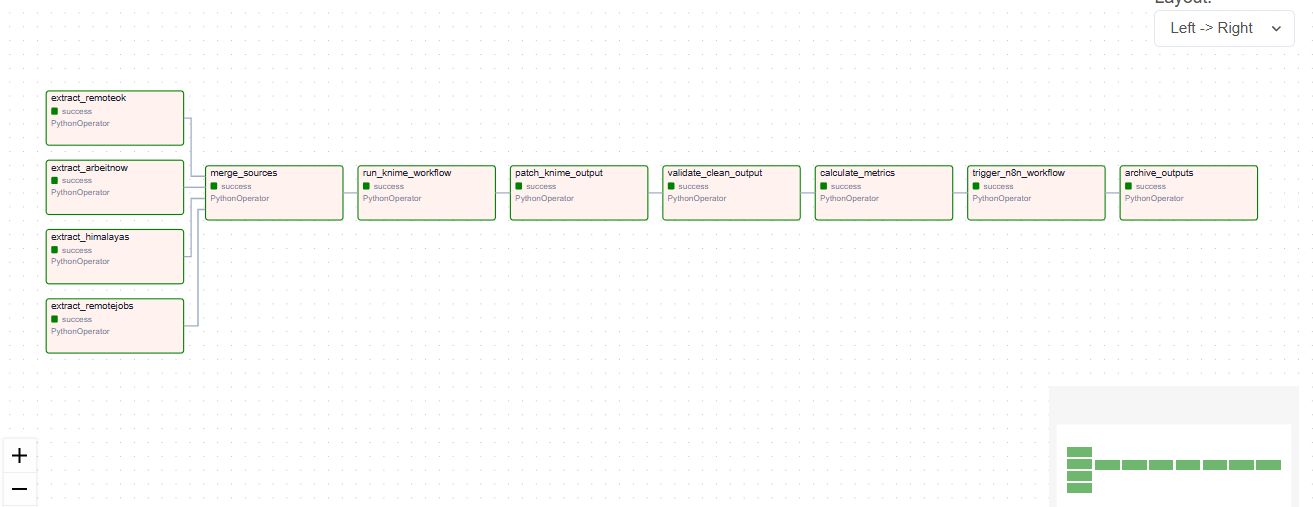 Layout:
Left -> Right
extract_remoteok
success
PythonOperator
extract_arbeitnow
success
PythonOperator
extract_himalayas
success
PythonOperator
extract_remotejobs
success
PythonOperator
merge_sources
success
PythonOperator
run_knime_workflow
success
PythonOperator
patch_knime_output
success
PythonOperator
validate_clean_output
success
PythonOperator
calculate_metrics
success
PythonOperator
trigger_n8n_workflow
success
PythonOperator
archive_outputs
success
PythonOperator